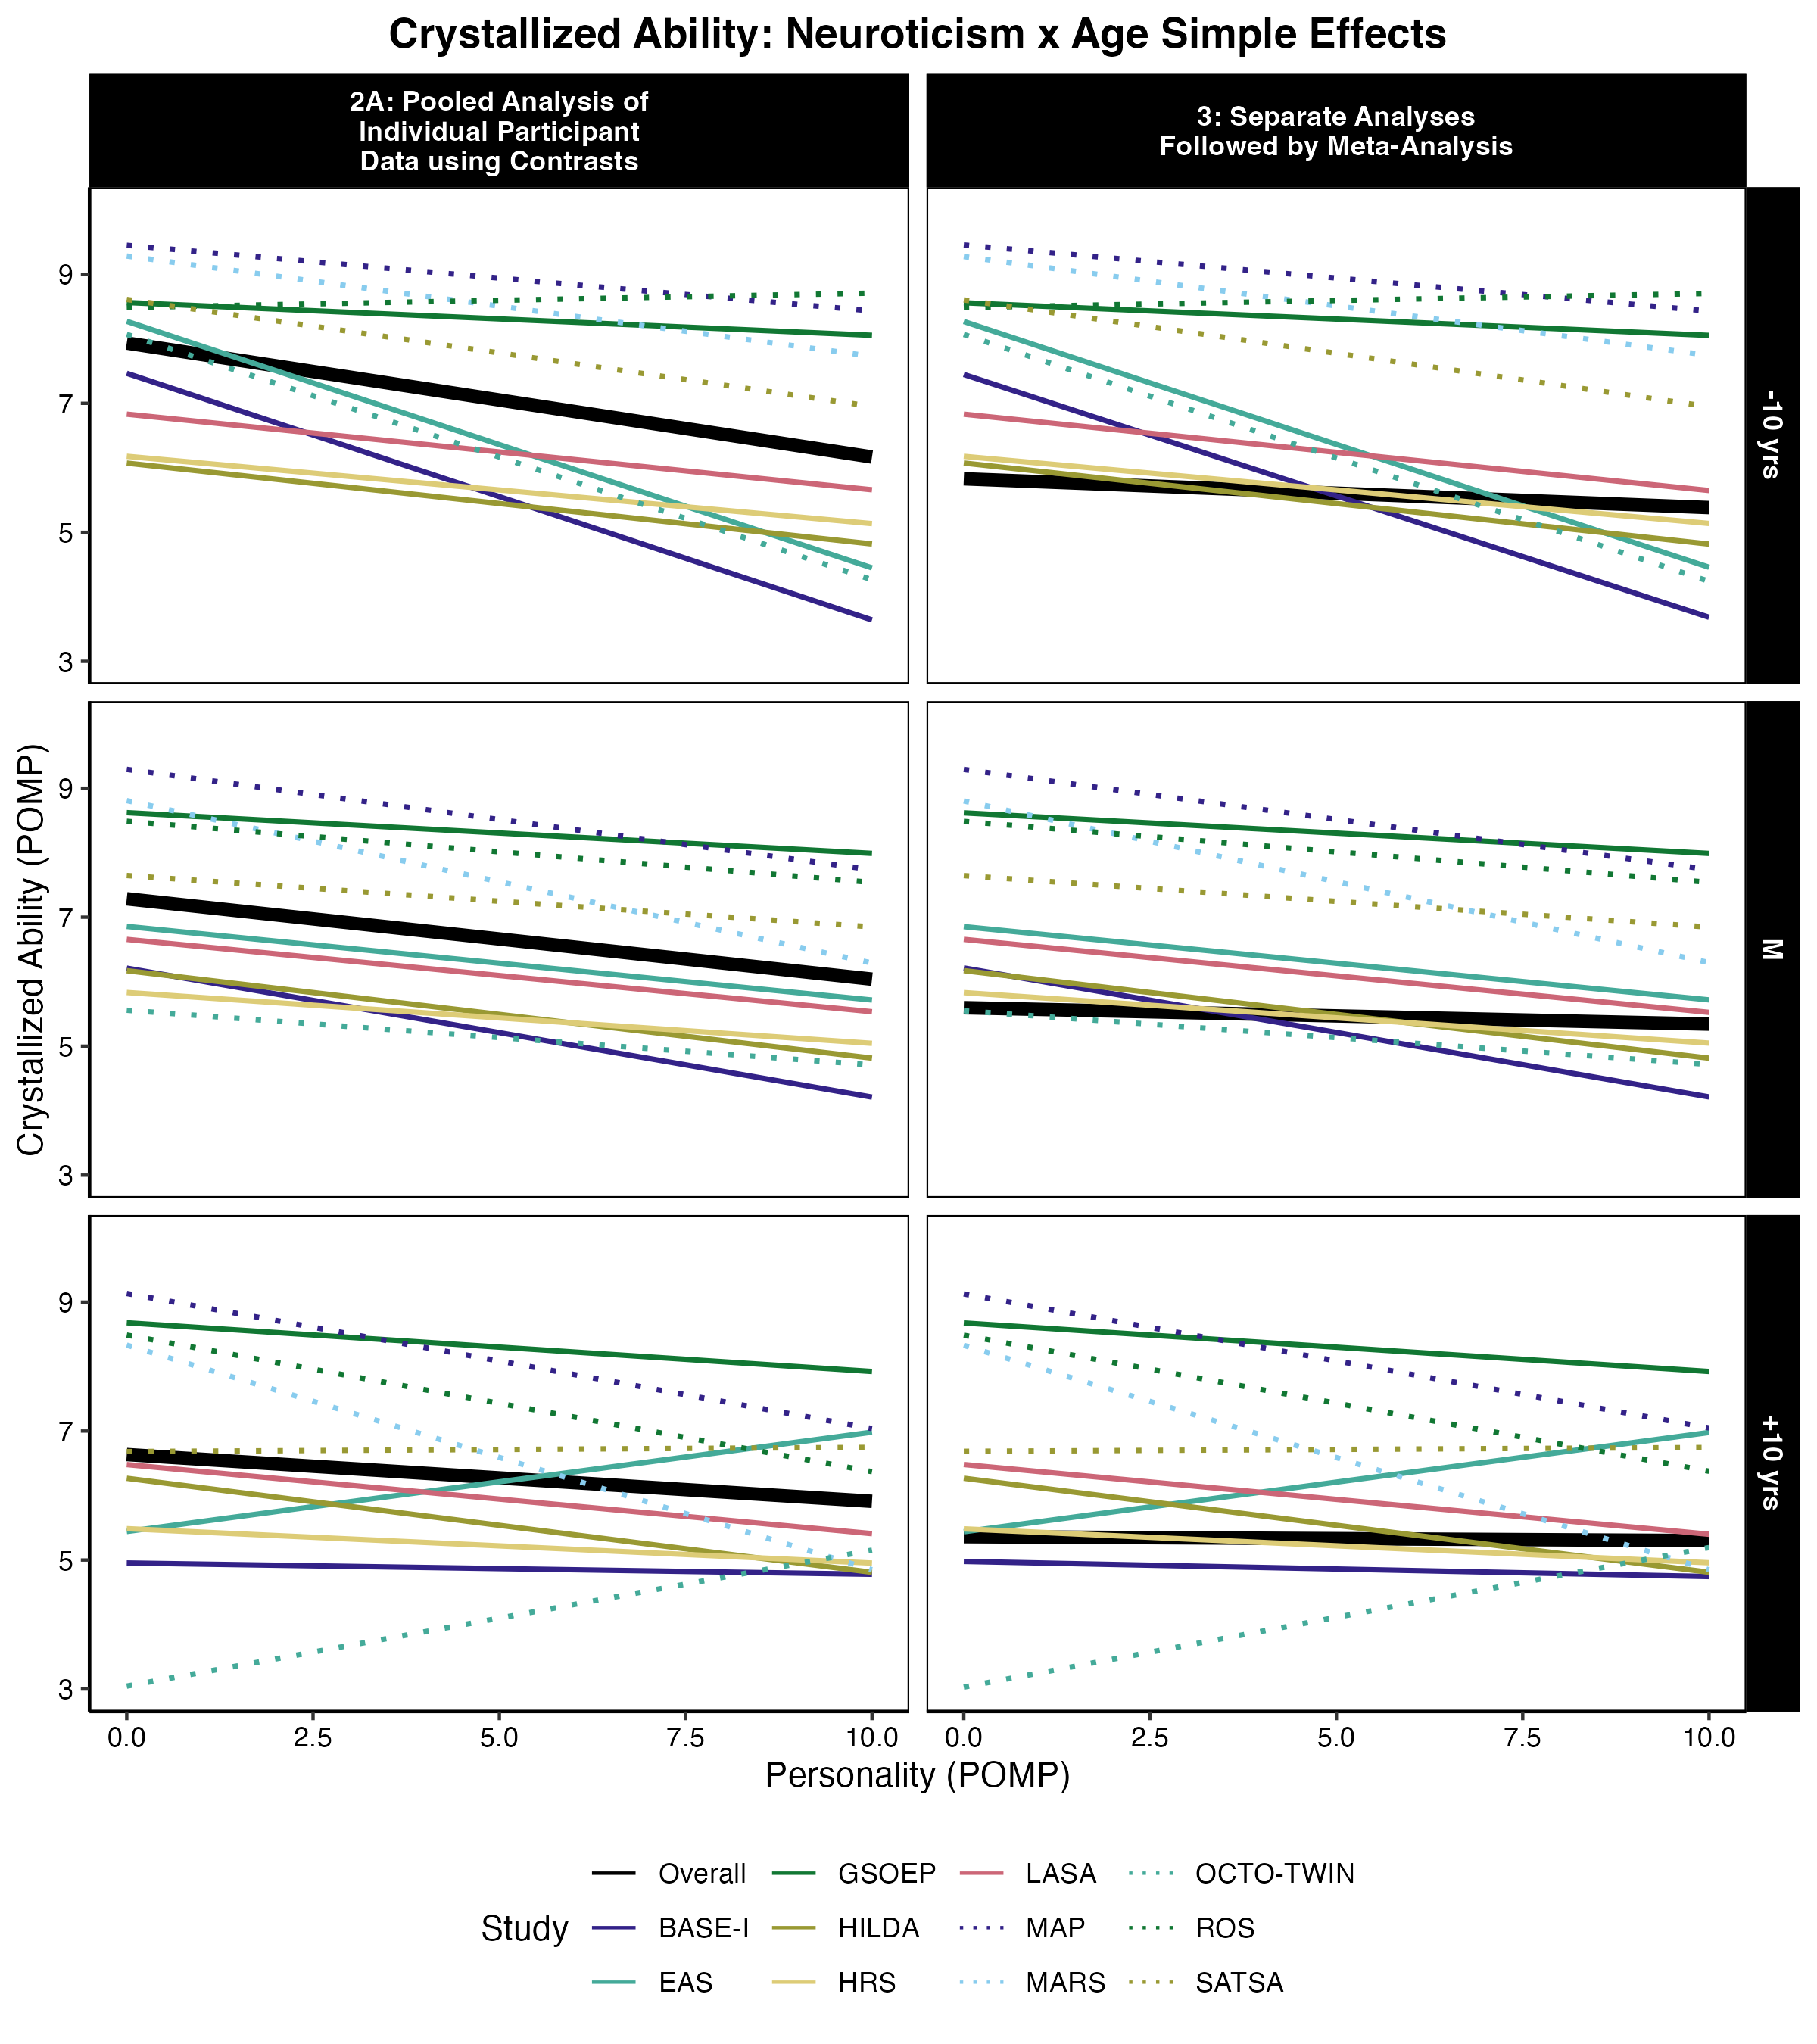 Crystallized Ability: Neuroticism x Age Simple Effects
2A: Pooled Analysis of
Individual Participant
Data using Contrasts
3: Separate Analyses
Followed by Meta-Analysis
Crystallized Ability (POMP)
9
7
5
3
-10 yrs
9
7
5
3
M
9
7
5
3
+10 yrs
0.0 2.5 5.0 7.5 10.0 0.0 2.5 5.0 7.5 10.0
Personality (POMP)
Study
Overall GSOEP LASA OCTO-TWIN
BASE-I HILDA MAP ROS
EAS HRS MARS SATSA